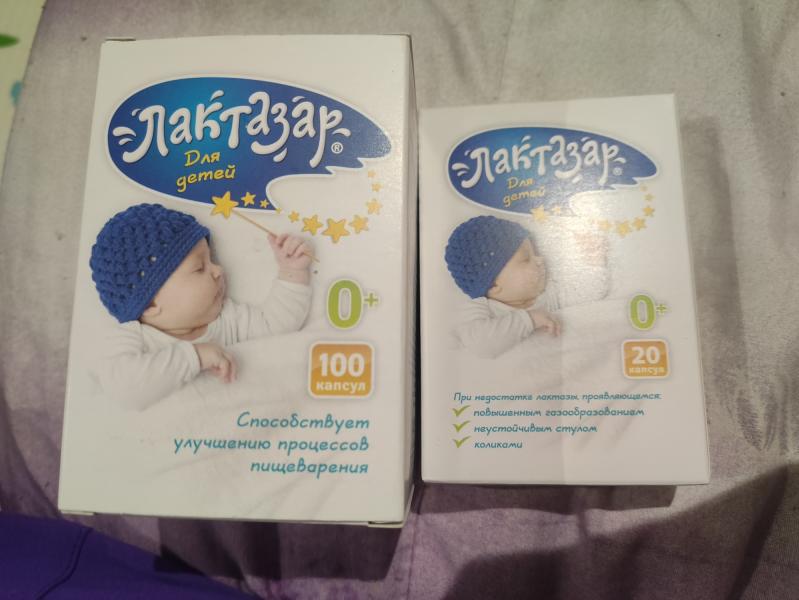 Лактазар®
Для
детей
0+
100
капсул
Способствует
улучшению процессов
пищеварения
Лактазар®
Для
детей
0+
20
капсул
При недостатке лактазы, проявляющемся:
повышенным газообразованием
неустойчивым стулом
коликами